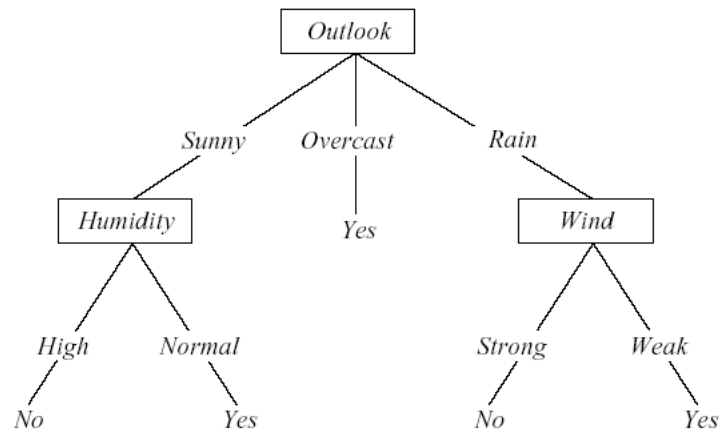 Outlook
Sunny Overcast Rain
Humidity Yes Wind
High Normal Strong Weak
No Yes No Yes